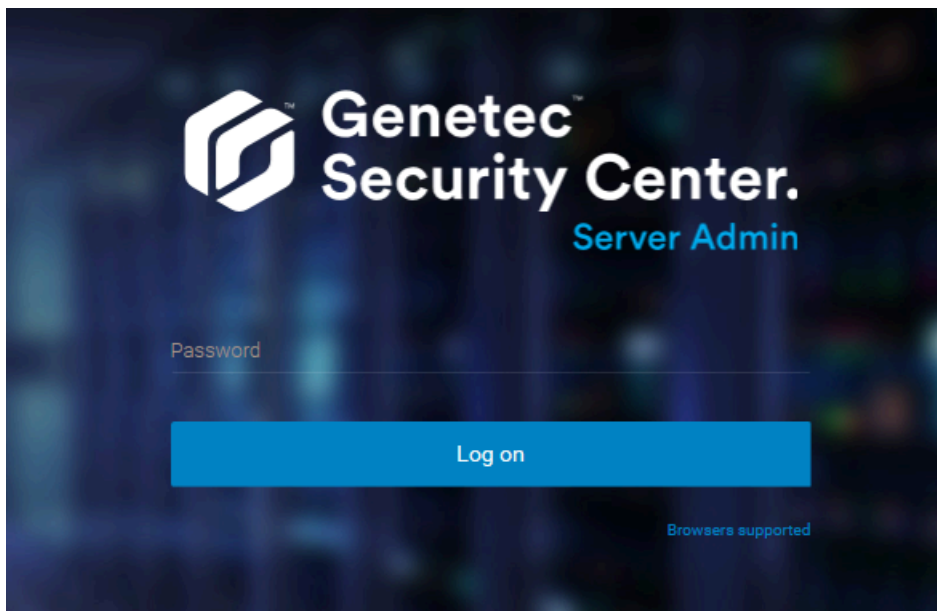 Genetec™
Security Center.
Server Admin
Password
Log on
Browsers supported